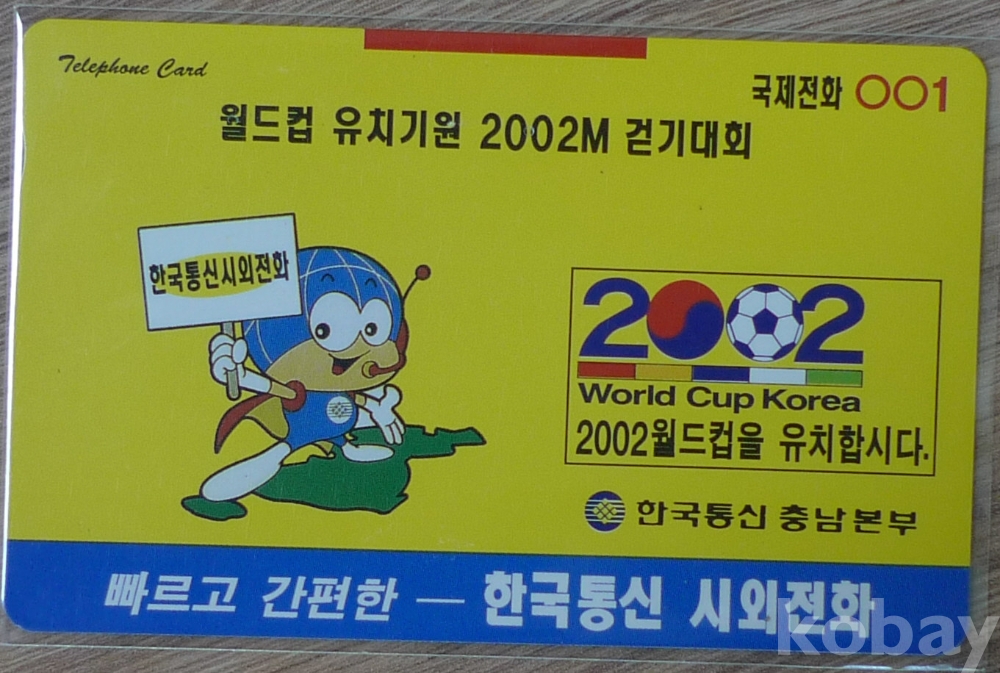 Telephone Card
국제전화 001
월드컵 유치기원 2002M 걷기대회
한국통신시외전화
2002
World Cup Korea
2002월드컵을 유치합시다.
한국통신 충남본부
빠르고 간편한 — 한국통신 시외전화
kobay